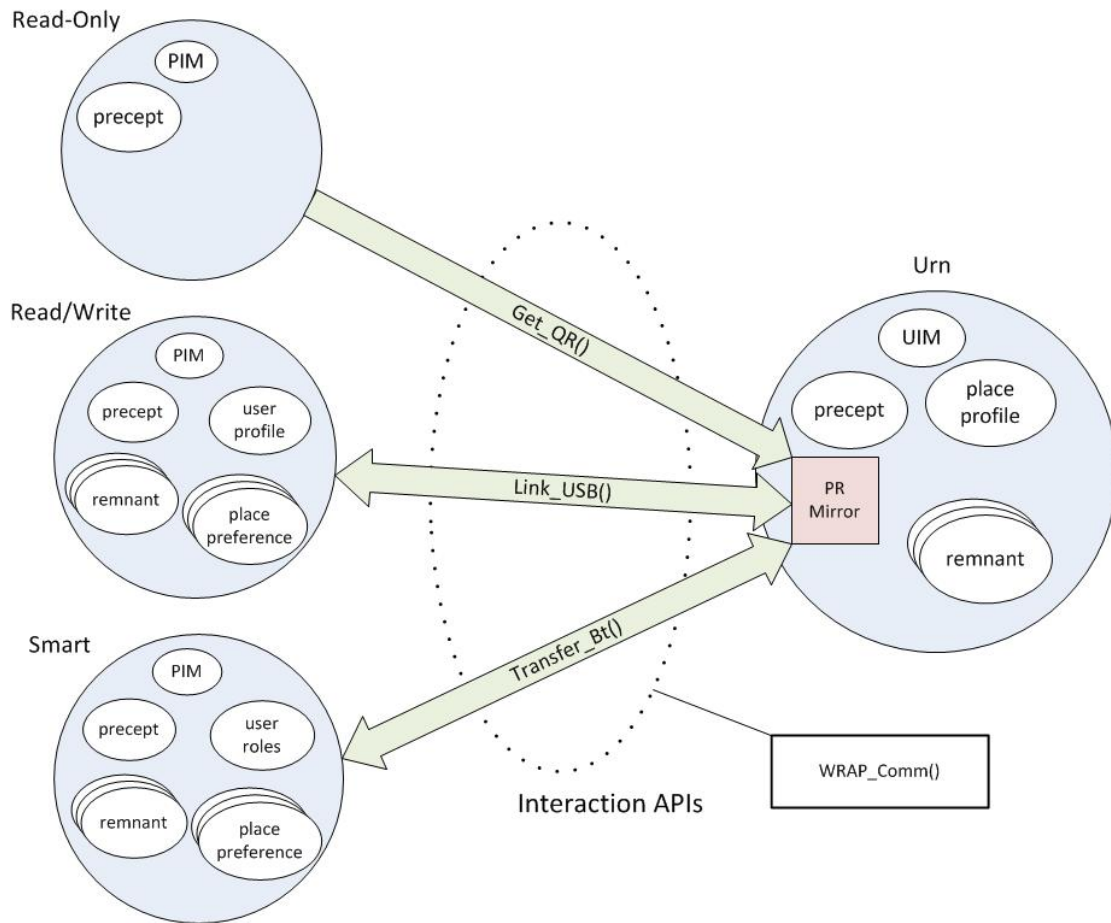 Read-Only
PIM
precept
Get_QR()
Urn
UIM
precept
place
profile
PR
Mirror
remnant
Read/Write
PIM
precept
user
profile
remnant
place
preference
Link_USB()
Smart
PIM
precept
user
roles
remnant
place
preference
Transfer_Bt()
Interaction APIs
WRAP_Comm()